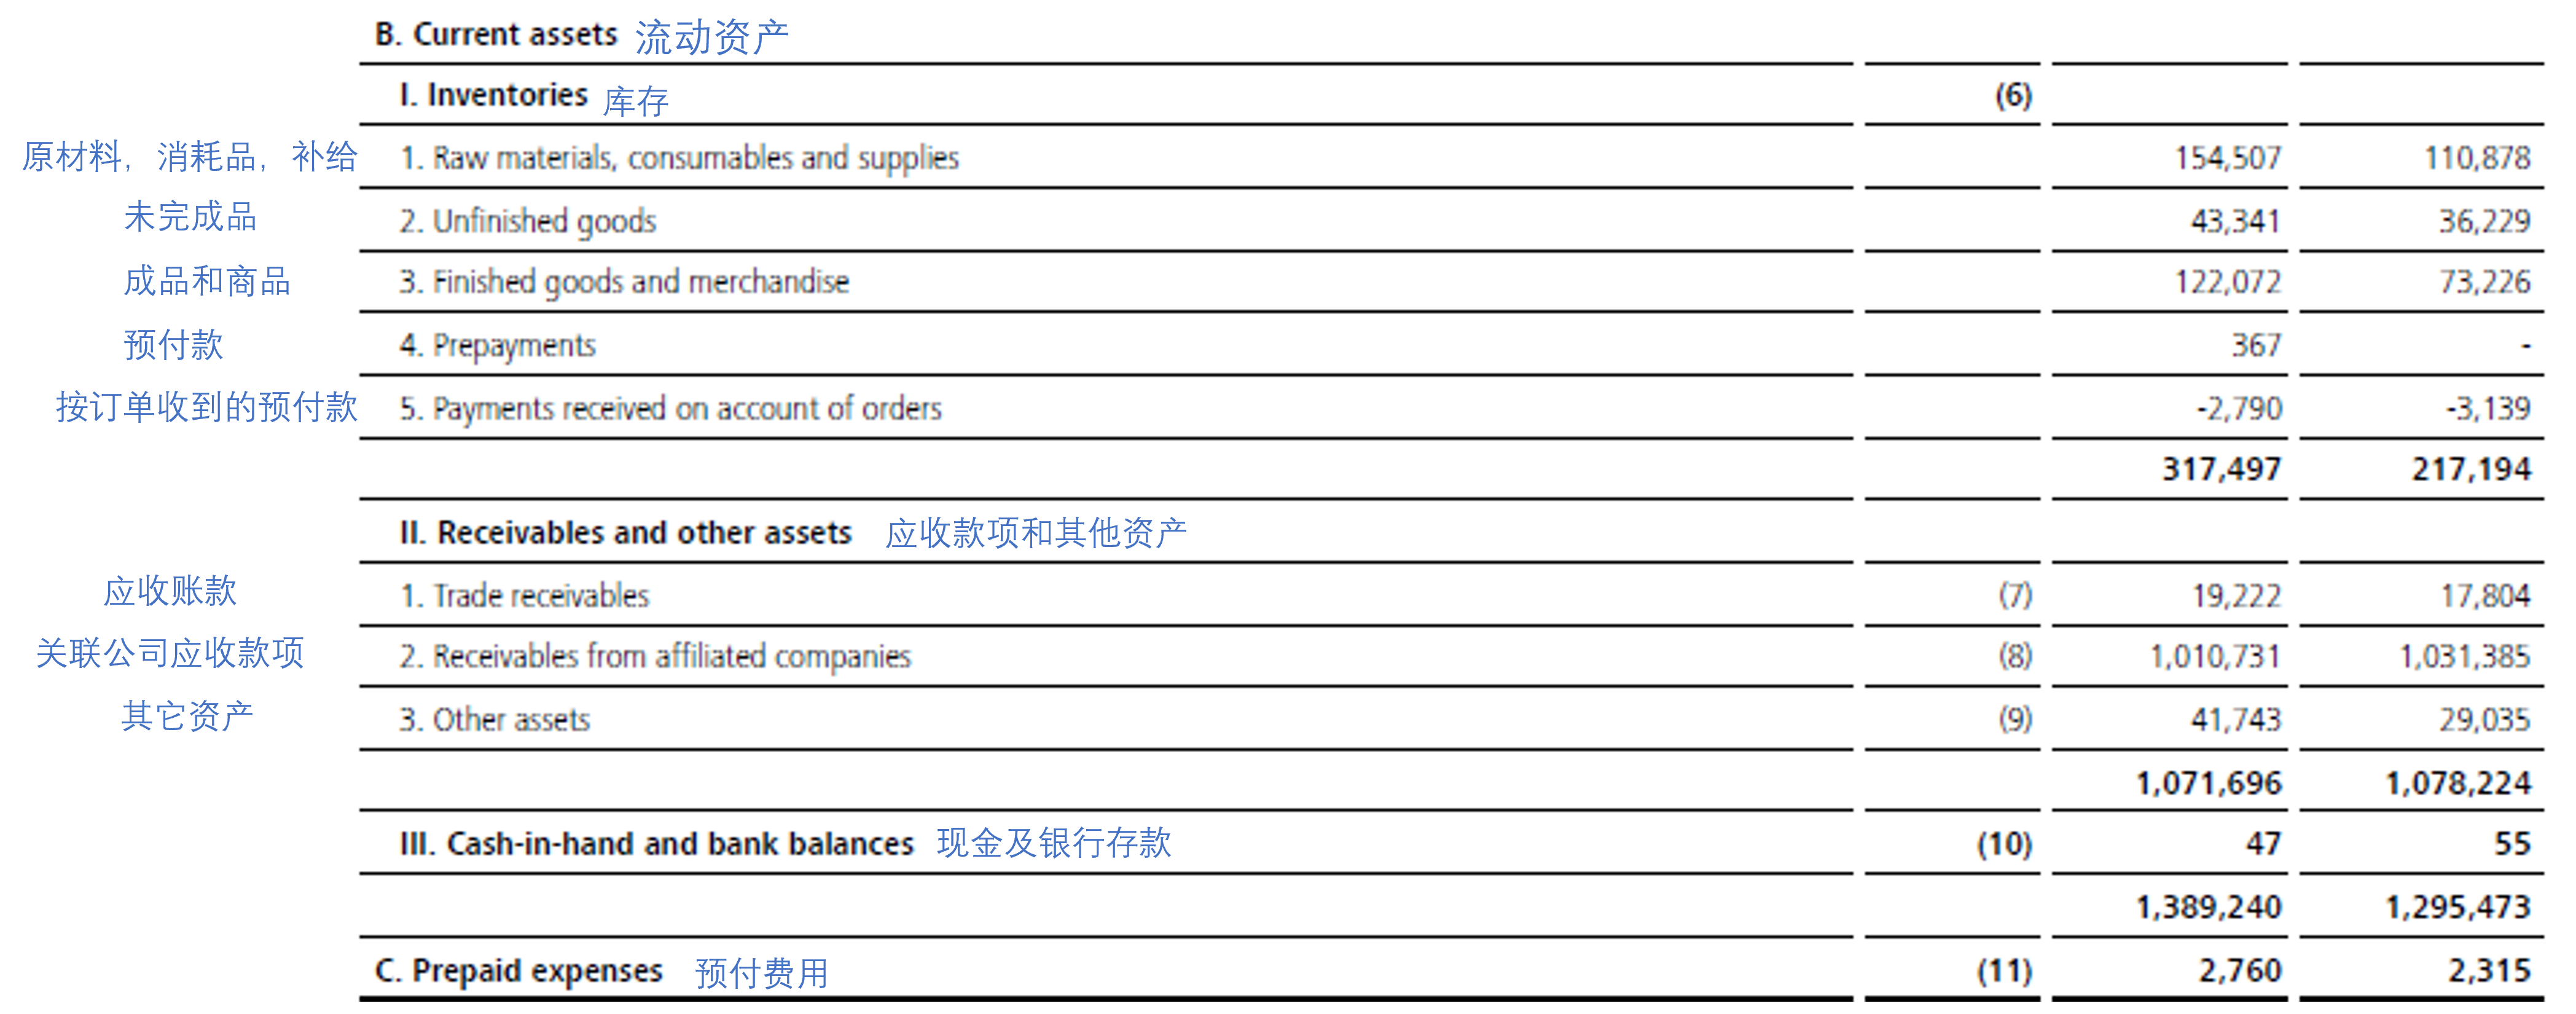 B. Current assets 流动资产
I. Inventories 库存 (6)
原材料，消耗品，补给 1. Raw materials, consumables and supplies 154,507 110,878
未完成品 2. Unfinished goods 43,341 36,229
成品和商品 3. Finished goods and merchandise 122,072 73,226
预付款 4. Prepayments 367 -
按订单收到的预付款 5. Payments received on account of orders -2,790 -3,139
317,497 217,194
II. Receivables and other assets 应收款项和其他资产
应收账款 1. Trade receivables (7) 19,222 17,804
关联公司应收款项 2. Receivables from affiliated companies (8) 1,010,731 1,031,385
其它资产 3. Other assets (9) 41,743 29,035
1,071,696 1,078,224
III. Cash-in-hand and bank balances 现金及银行存款 (10) 47 55
1,389,240 1,295,473
C. Prepaid expenses 预付费用 (11) 2,760 2,315